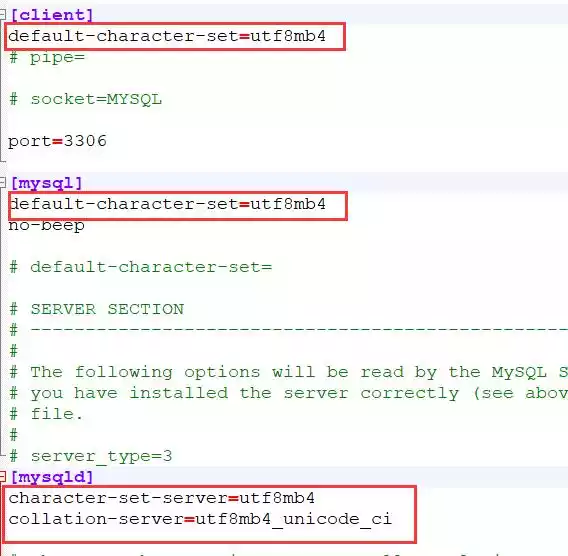 [client]
default-character-set=utf8mb4
# pipe=
# socket=MYSQL
port=3306
[mysql]
default-character-set=utf8mb4
no-beep
# default-character-set=
# SERVER SECTION
# ----------------------------------------------------
#
# The following options will be read by the MySQL S
# you have installed the server correctly (see abov
# file.
#
# server_type=3
[mysqld]
character-set-server=utf8mb4
collation-server=utf8mb4_unicode_ci